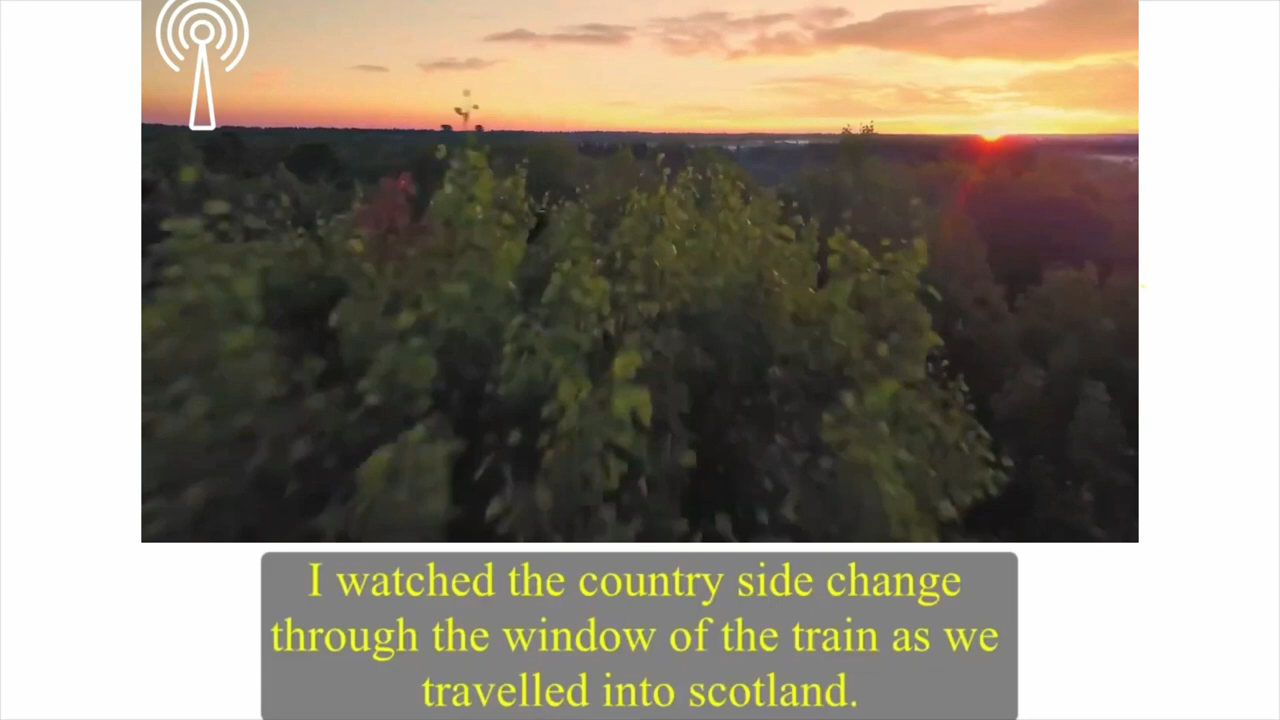 I watched the country side change
through the window of the train as we
travelled into scotland.